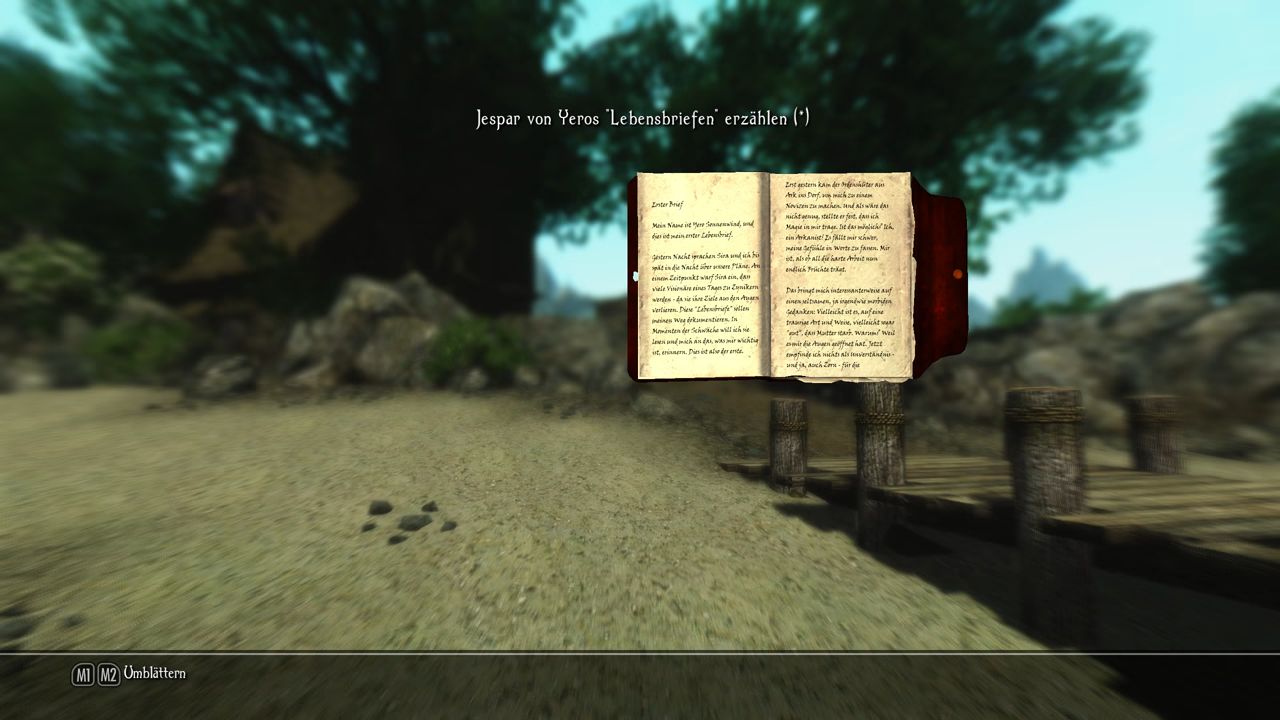 Jespar von Yeros "Lebensbriefen" erzählen (*)
Erster Brief
Mein Name ist Yero Sonnenwind, und
dies ist mein erster Lebensbrief.
Gestern Nacht sprachen Sira und ich bis
spät in die Nacht über unsere Pläne. An
einem Zeitpunkt warf Sira ein, dass
viele Visionäre eines Tages zu Zynikern
werden - da sie ihre Ziele aus den Augen
verlieren. Diese "Lebensbriefe" sollen
meinen Weg dokumentieren. In
Momenten der Schwäche will ich sie
lesen und mich an das, was mir wichtig
ist, erinnern. Dies ist also der erste.
Erst gestern kam der Ordenshüter aus
Ark ins Dorf, um mich zu einem
Novizen zu machen. Und als wäre das
nicht genug, stellte er fest, dass ich
Magie in mir trage. Ist das möglich? Ich,
ein Arkanist! Es fällt mir schwer,
meine Gefühle in Worte zu fassen. Mir
ist, als ob all die harte Arbeit nun
endlich Früchte trägt.
Das bringt mich interessanterweise auf
einen seltsamen, ja irgendwie morbiden
Gedanken: Vielleicht ist es, auf eine
traurige Art und Weise, vielleicht sogar
"gut", das Mutter starb. Warum? Weil
es mir die Augen geöffnet hat. Jetzt
empfinde ich nichts als Unverständnis -
und ja, auch Zorn - für die
M1 M2 Umblättern